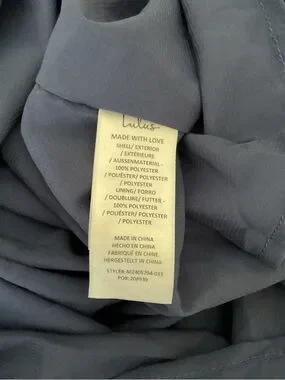 Lulus
MADE WITH LOVE
SHELL/ EXTERIOR
/ EXTÉRIEURE
/ AUSSENMATERIAL -
100% POLYESTER
/ POLIÉSTER/ POLYESTER
/ POLYESTER
LINING/ FORRO
/ DOUBLURE/ FUTTER -
100% POLYESTER
/ POLIÉSTER/ POLYESTER
/ POLYESTER
MADE IN CHINA
HECHO EN CHINA
FABRIQUÉ EN CHINE
HERGESTELLT IN CHINA